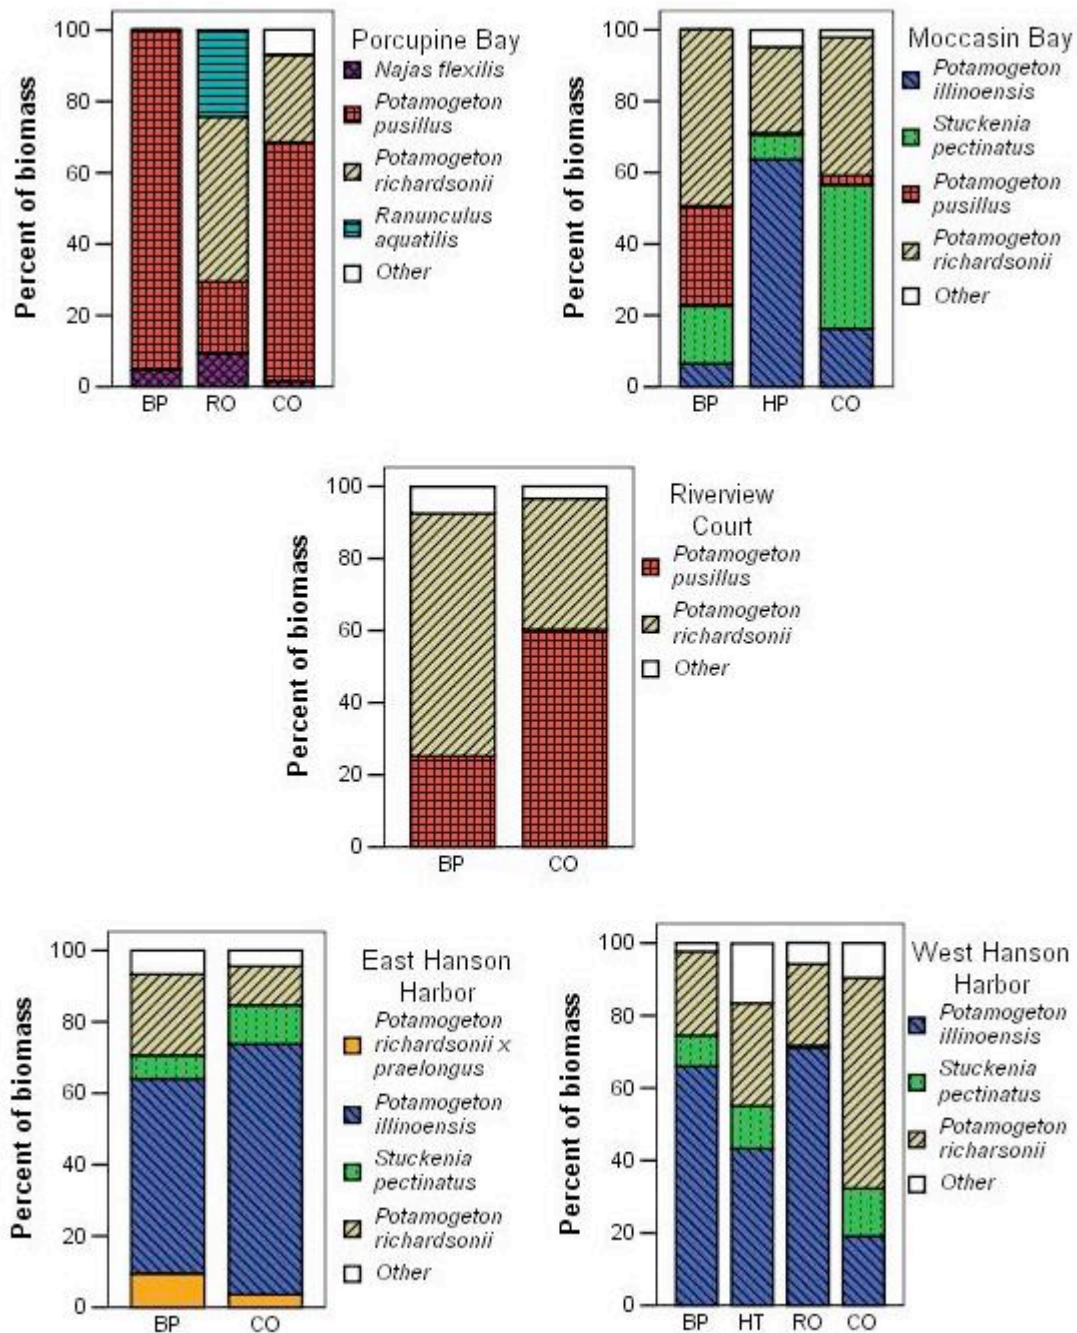 Percent of biomass
100
80
60
40
20
0
BP RO CO
Porcupine Bay
Najas flexilis
Potamogeton
pusillus
Potamogeton
richardsonii
Ranunculus
aquatilis
Other
Percent of biomass
100
80
60
40
20
0
BP HP CO
Moccasin Bay
Potamogeton
illinoensis
Stuckenia
pectinatus
Potamogeton
pusillus
Potamogeton
richardsonii
Other
Percent of biomass
100
80
60
40
20
0
BP CO
Riverview
Court
Potamogeton
pusillus
Potamogeton
richardsonii
Other
Percent of biomass
100
80
60
40
20
0
BP CO
East Hanson
Harbor
Potamogeton
richardsonii x
praelongus
Potamogeton
illinoensis
Stuckenia
pectinatus
Potamogeton
richardsonii
Other
Percent of biomass
100
80
60
40
20
0
BP HT RO CO
West Hanson
Harbor
Potamogeton
illinoensis
Stuckenia
pectinatus
Potamogeton
richarsonii
Other